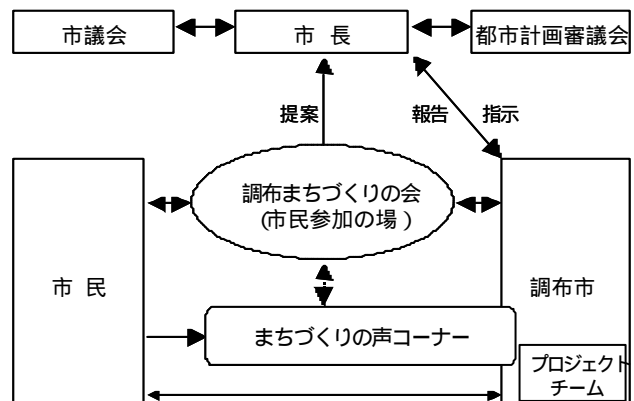 市議会
市 長
都市計画審議会
提案
報告
指示
調布まちづくりの会
(市民参加の場)
市 民
調布市
まちづくりの声コーナー
プロジェクト
チーム